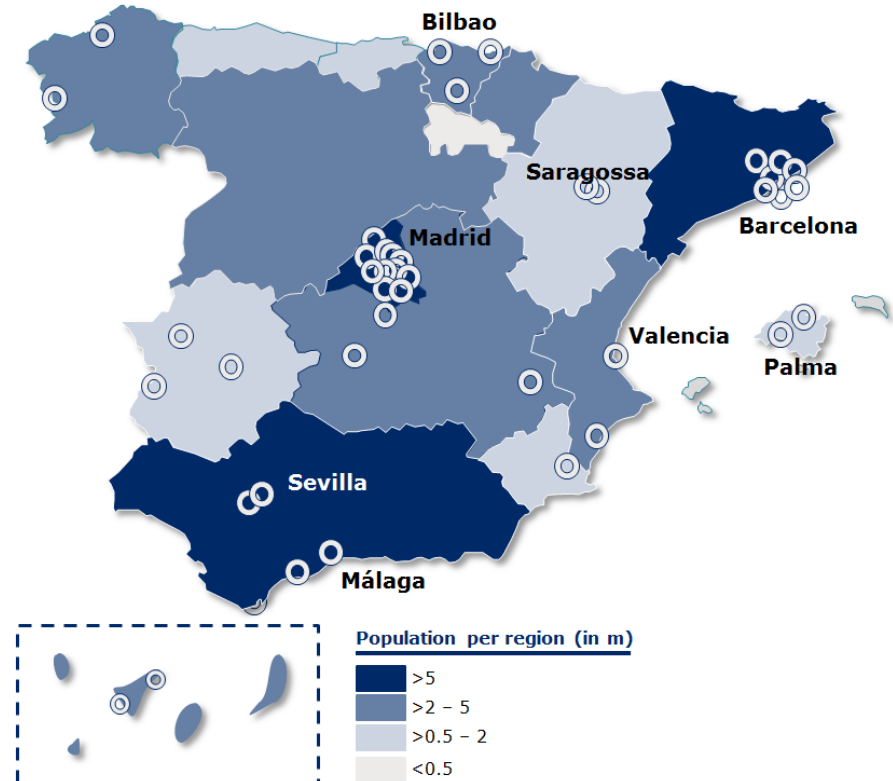 Bilbao
Saragossa
Barcelona
Madrid
Valencia
Palma
Sevilla
Málaga
Population per region (in m)
>5
>2 – 5
>0.5 – 2
<0.5